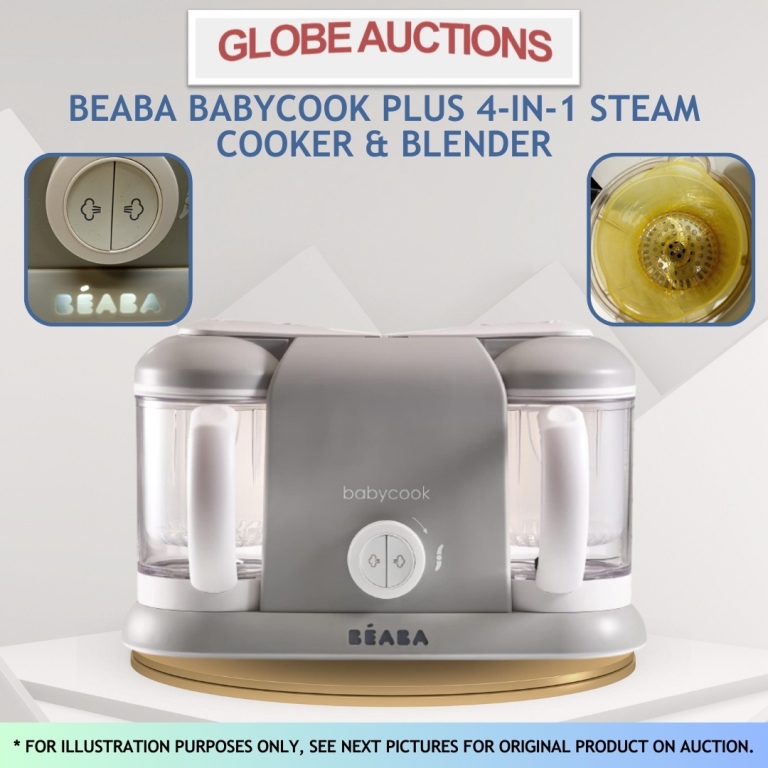 GLOBE AUCTIONS
BEABA BABYCOOK PLUS 4-IN-1 STEAM
COOKER & BLENDER
BÉABA
babycook
BÉABA
* FOR ILLUSTRATION PURPOSES ONLY, SEE NEXT PICTURES FOR ORIGINAL PRODUCT ON AUCTION.